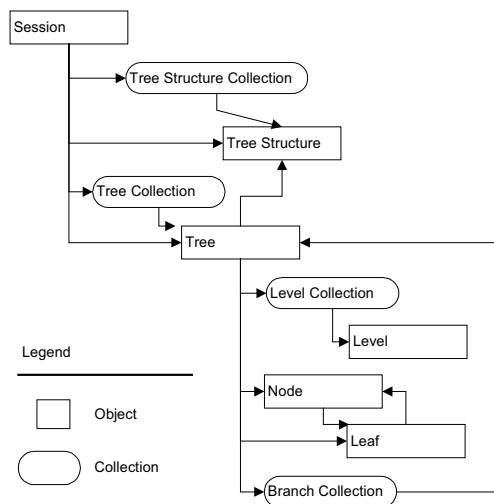 Session
Tree Structure Collection
Tree Structure
Tree Collection
Tree
Level Collection
Level
Legend
Node
Object
Leaf
Collection
Branch Collection